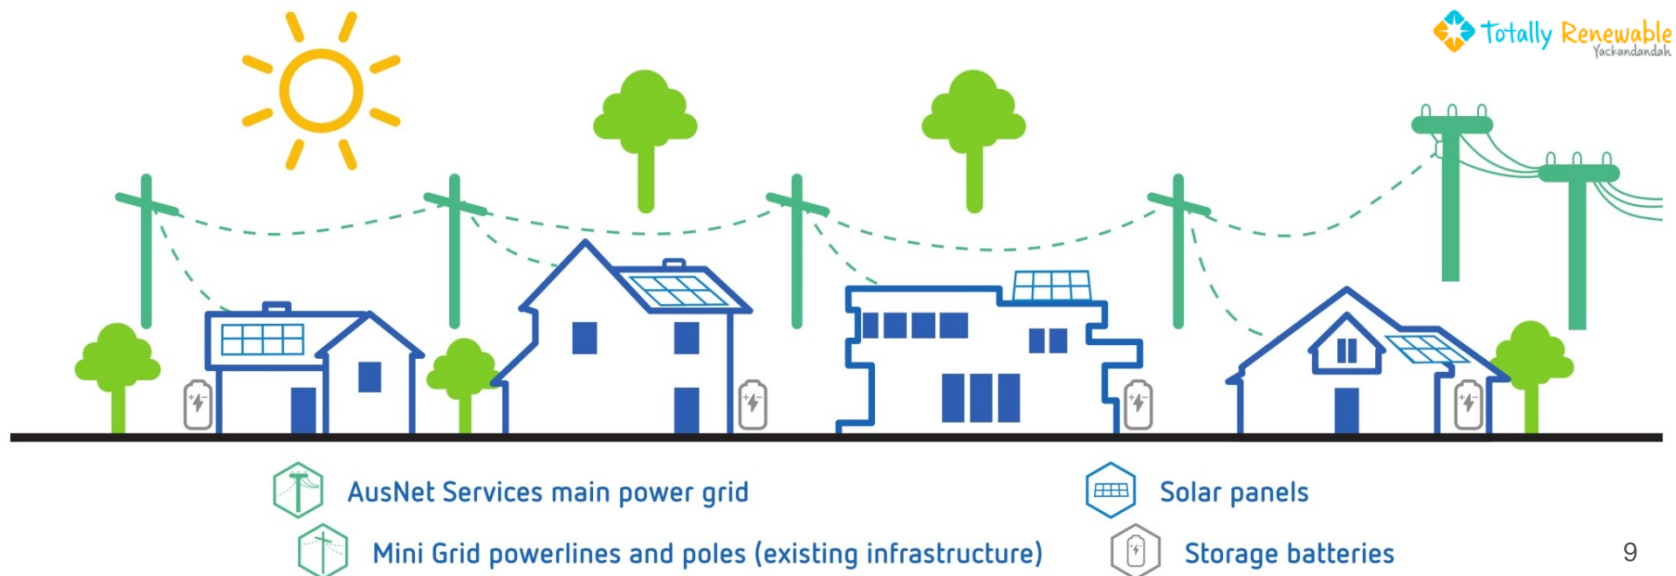 Totally Renewable
Yackandandah
AusNet Services main power grid
Solar panels
Mini Grid powerlines and poles (existing infrastructure)
Storage batteries
9